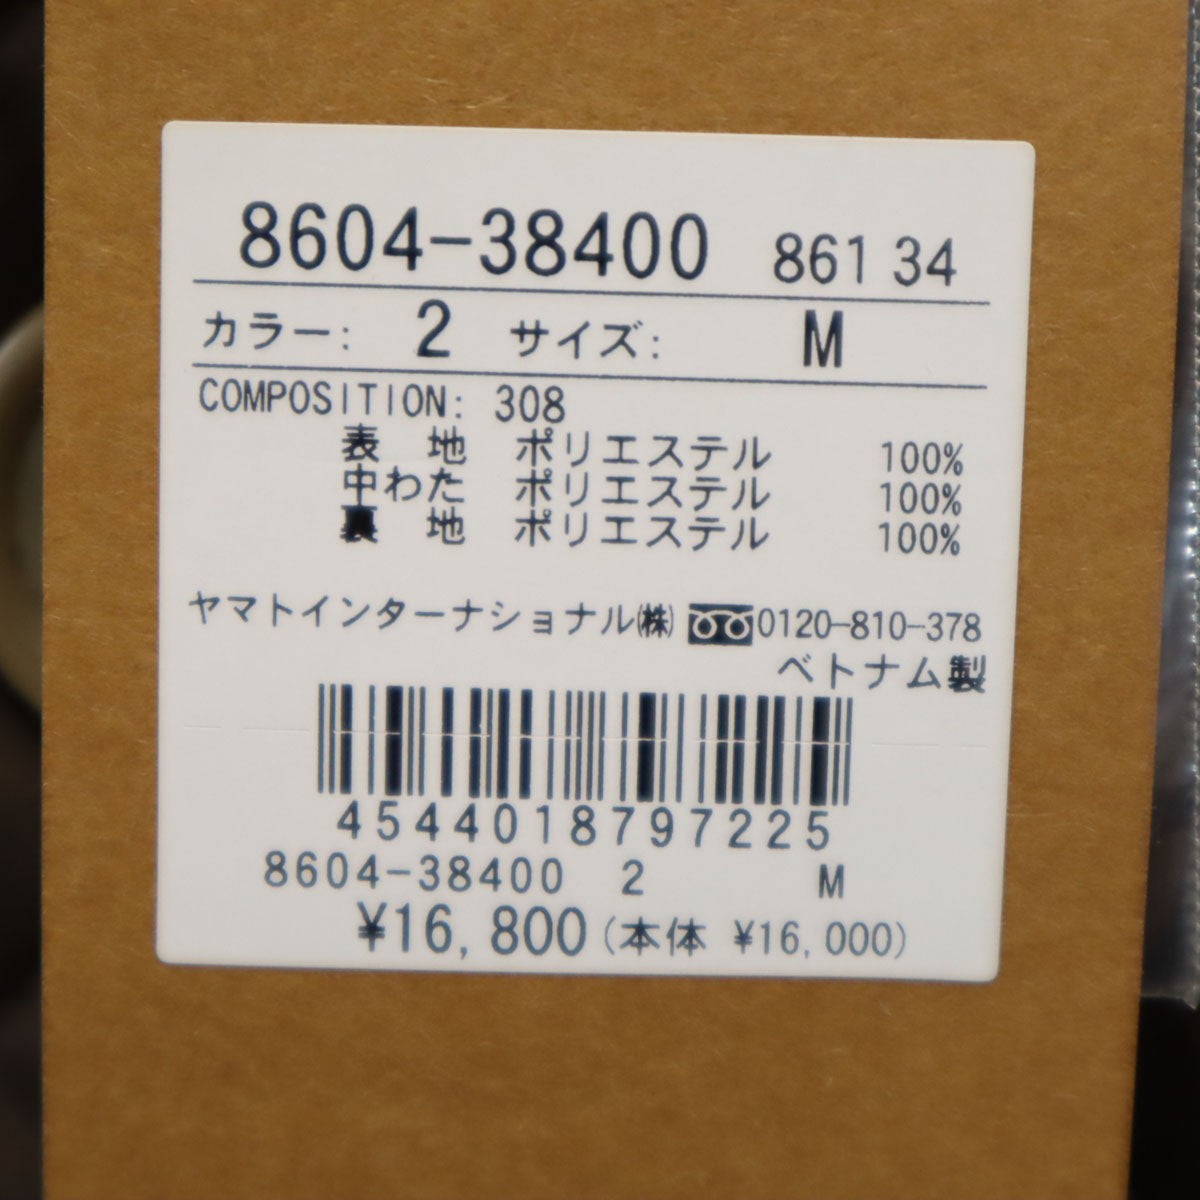 8604-38400 861 34
カラー: 2 サイズ: M
COMPOSITION: 308
表 地 ポリエステル 100%
中わた ポリエステル 100%
裏 地 ポリエステル 100%
ヤマトインターナショナル㈱ 0120-810-378
ベトナム製
4544018797225
8604-38400 2 M
¥16,800(本体 ¥16,000)